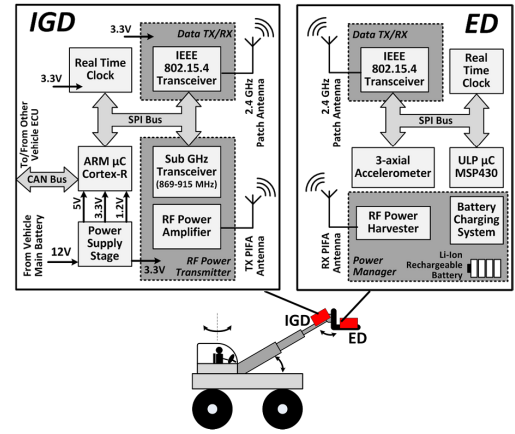 IGD
3.3V
Data TX/RX
Real Time
Clock
3.3V
IEEE
802.15.4
Transceiver
2.4 GHz
Patch Antenna
SPI Bus
To/From Other
Vehicle ECU
CAN Bus
ARM µC
Cortex-R
Sub GHz
Transceiver
(869-915 MHz)
5V
3.3V
1.2V
RF Power
Amplifier
TX PIFA
Antenna
From Vehicle
Main Battery
12V
Power
Supply
Stage
3.3V
RF Power
Transmitter
ED
Data TX/RX
IEEE
802.15.4
Transceiver
Real
Time
Clock
2.4 GHz
Patch Antenna
SPI Bus
3-axial
Accelerometer
ULP µC
MSP430
RX PIFA
Antenna
RF Power
Harvester
Battery
Charging
System
Power
Manager
Li-Ion
Rechargeable
Battery
IGD
ED